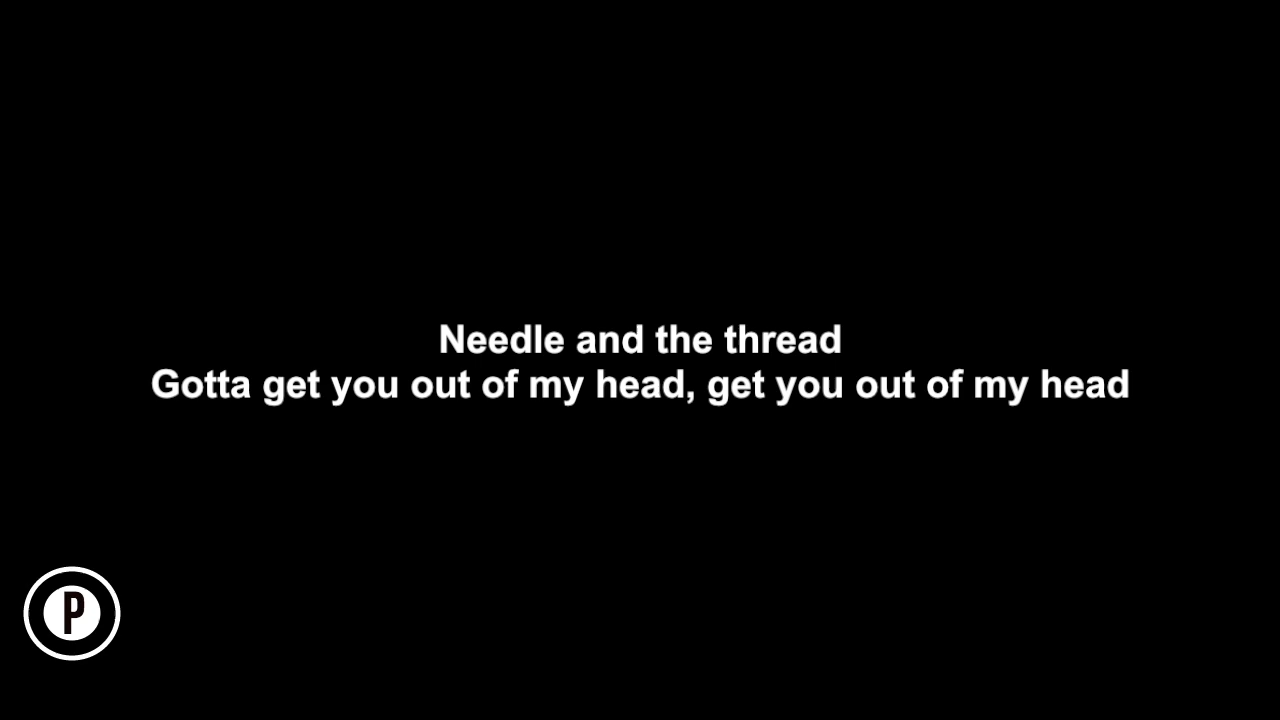 Needle and the thread
Gotta get you out of my head, get you out of my head
P